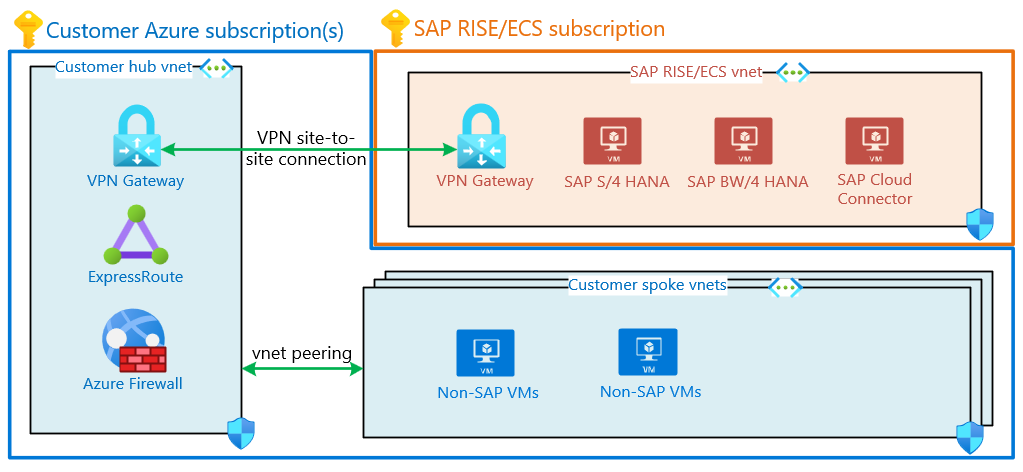 Customer Azure subscription(s)
SAP RISE/ECS subscription
Customer hub vnet
SAP RISE/ECS vnet
VPN Gateway
VPN site-to-
site connection
VPN Gateway
VM
SAP S/4 HANA
VM
SAP BW/4 HANA
VM
SAP Cloud
Connector
ExpressRoute
Azure Firewall
vnet peering
Customer spoke vnets
VM
Non-SAP VMs
VM
Non-SAP VMs